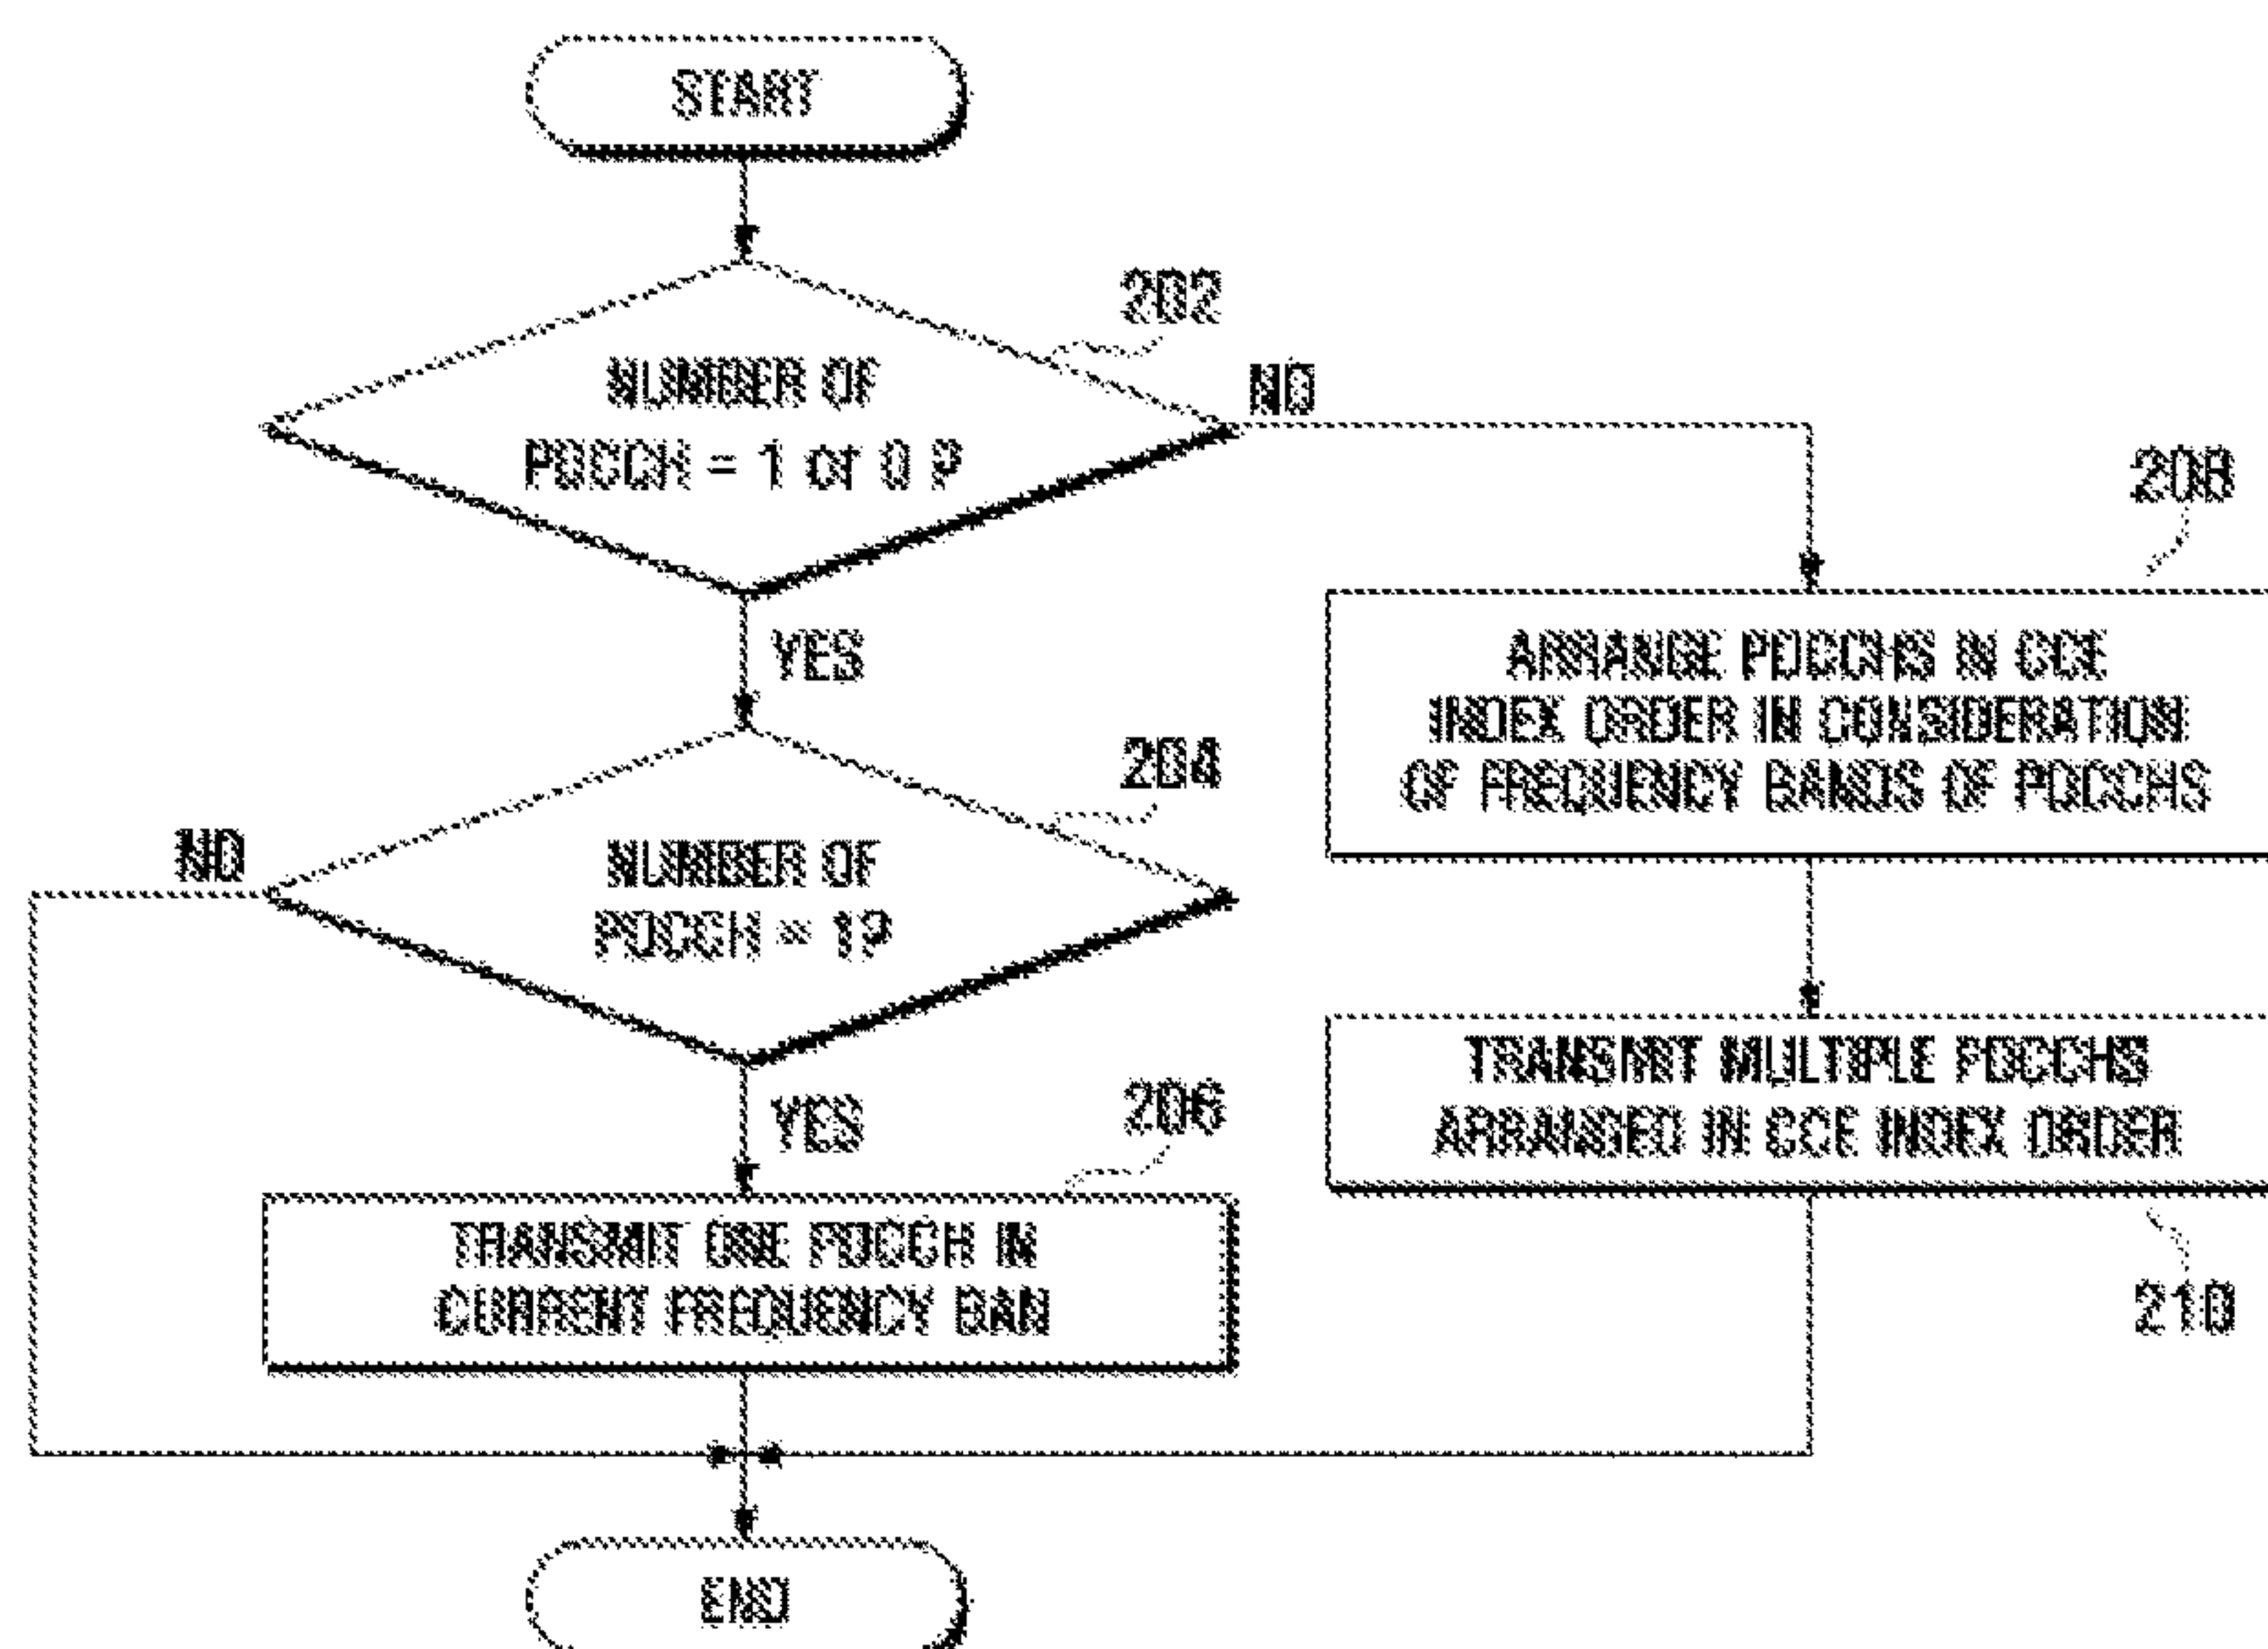 START
202
NUMBER OF
PDCCH = 1 or 0 ?
NO
YES
208
ARRANGE PDCCHS IN CCE
INDEX ORDER IN CONSIDERATION
OF FREQUENCY BANDS OF PDCCHS
204
NUMBER OF
PDCCH = 1?
NO
YES
TRANSMIT MULTIPLE PDCCHS
ARRANGED IN CCE INDEX ORDER
206
TRANSMIT ONE PDCCH IN
CURRENT FREQUENCY BAN
210
END